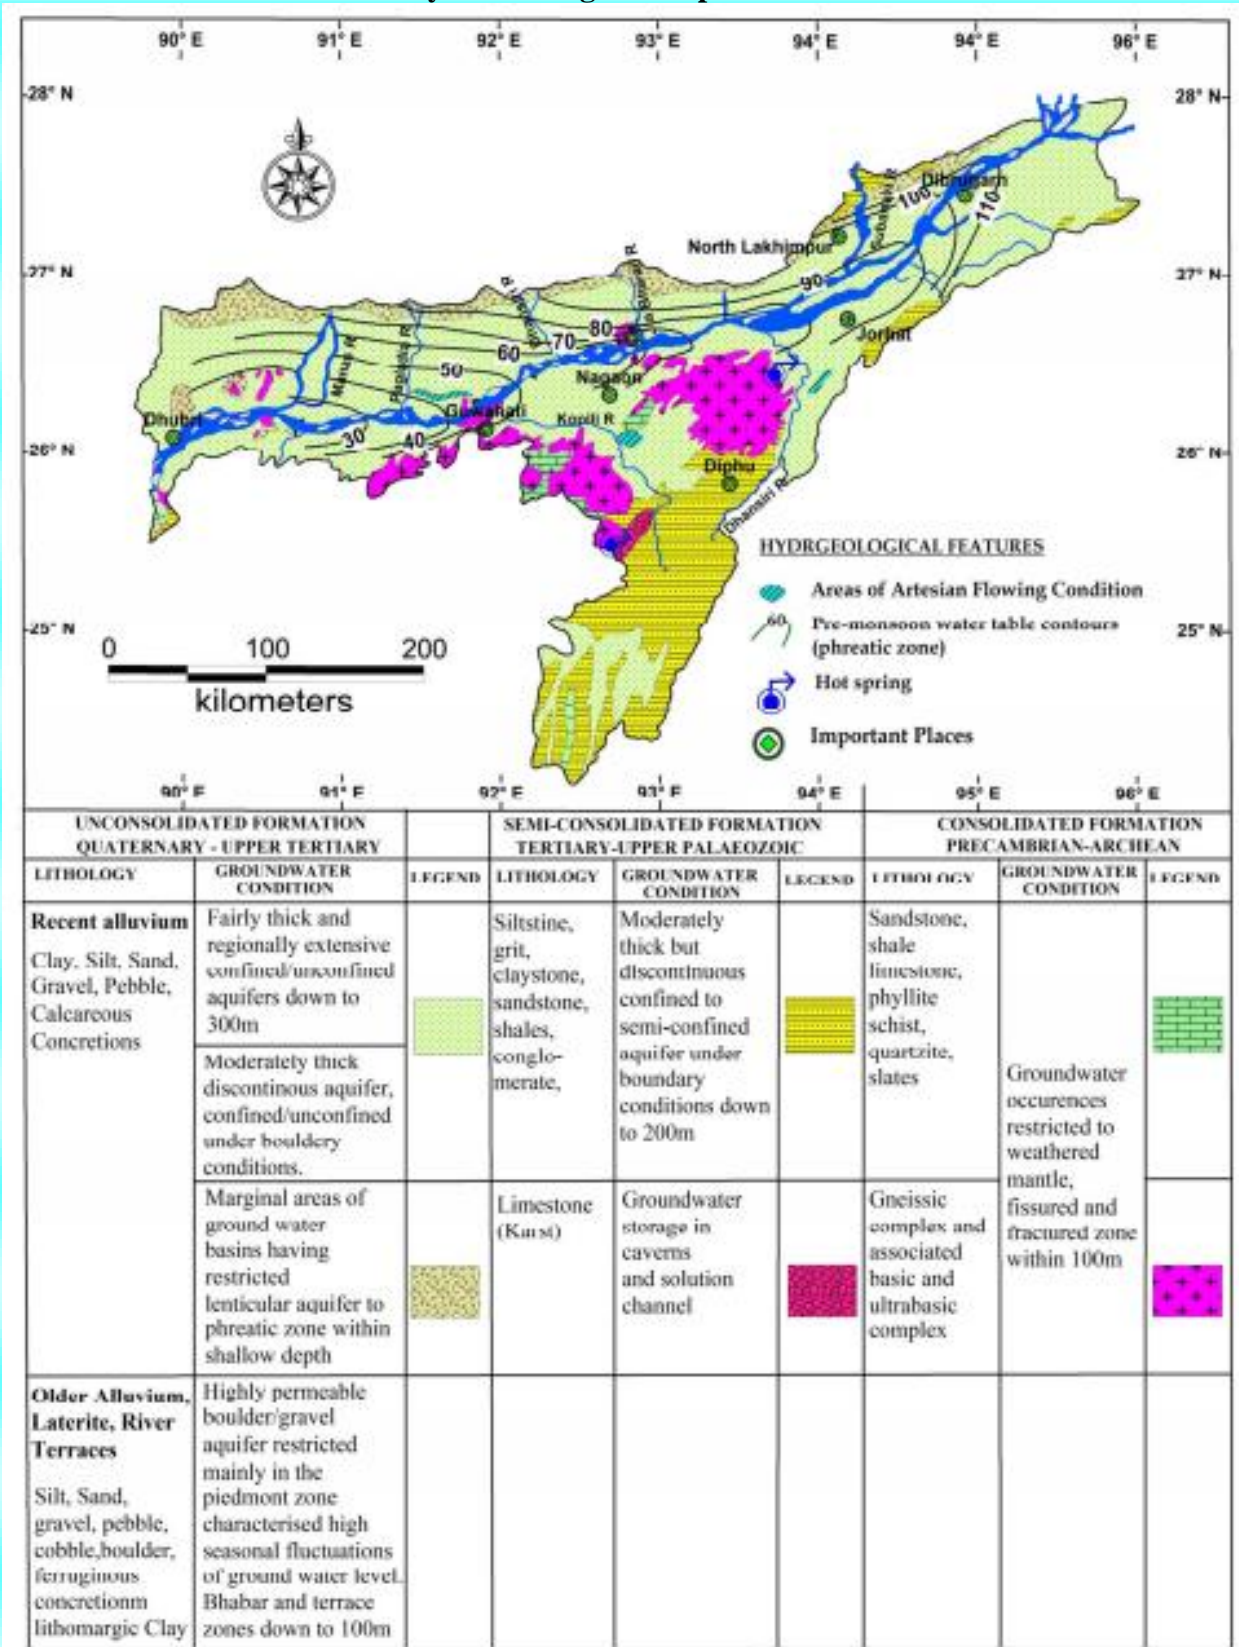 90° E 91° E 92° E 93° E 94° E 94° E 96° E
28° N 28° N
Dibrugarh
100
110
North Lakhimpur
27° N 27° N
90
80
70
60
50
Jorhat
Nagaon
Manus R
Dhubri
Guwahati
Kopili R
30
40
26° N 26° N
Diphu
Dhansiri R
HYDRGEOLOGICAL FEATURES
Areas of Artesian Flowing Condition
60
Pre-monsoon water table contours
(phreatic zone)
Hot spring
Important Places
25° N 25° N
0 100 200
kilometers
90° E 91° E 92° E 93° E 94° E 95° E 96° E
UNCONSOLIDATED FORMATION
QUATERNARY - UPPER TERTIARY
SEMI-CONSOLIDATED FORMATION
TERTIARY-UPPER PALAEOZOIC
CONSOLIDATED FORMATION
PRECAMBRIAN-ARCHEAN
LITHOLOGY
GROUNDWATER
CONDITION
LEGEND
LITHOLOGY
GROUNDWATER
CONDITION
LEGEND
LITHOLOGY
GROUNDWATER
CONDITION
LEGEND
Recent alluvium
Clay, Silt, Sand,
Gravel, Pebble,
Calcareous
Concretions
Fairly thick and
regionally extensive
confined/unconfined
aquifers down to
300m
Moderately thick
discontinous aquifer,
confined/unconfined
under bouldery
conditions.
Marginal areas of
ground water
basins having
restricted
lenticular aquifer to
phreatic zone within
shallow depth
Siltstine,
grit,
claystone,
sandstone,
shales,
conglo-
merate,
Moderately
thick but
discontinuous
confined to
semi-confined
aquifer under
boundary
conditions down
to 200m
Limestone
(Karst)
Groundwater
storage in
caverns
and solution
channel
Sandstone,
shale
limestone,
phyllite
schist,
quartzite,
slates
Gneissic
complex and
associated
basic and
ultrabasic
complex
Groundwater
occurences
restricted to
weathered
mantle,
fissured and
fractured zone
within 100m
Older Alluvium,
Laterite, River
Terraces
Silt, Sand,
gravel, pebble,
cobble,boulder,
ferruginous
concretionm
lithomargic Clay
Highly permeable
boulder/gravel
aquifer restricted
mainly in the
piedmont zone
characterised high
seasonal fluctuations
of ground water level.
Bhabar and terrace
zones down to 100m